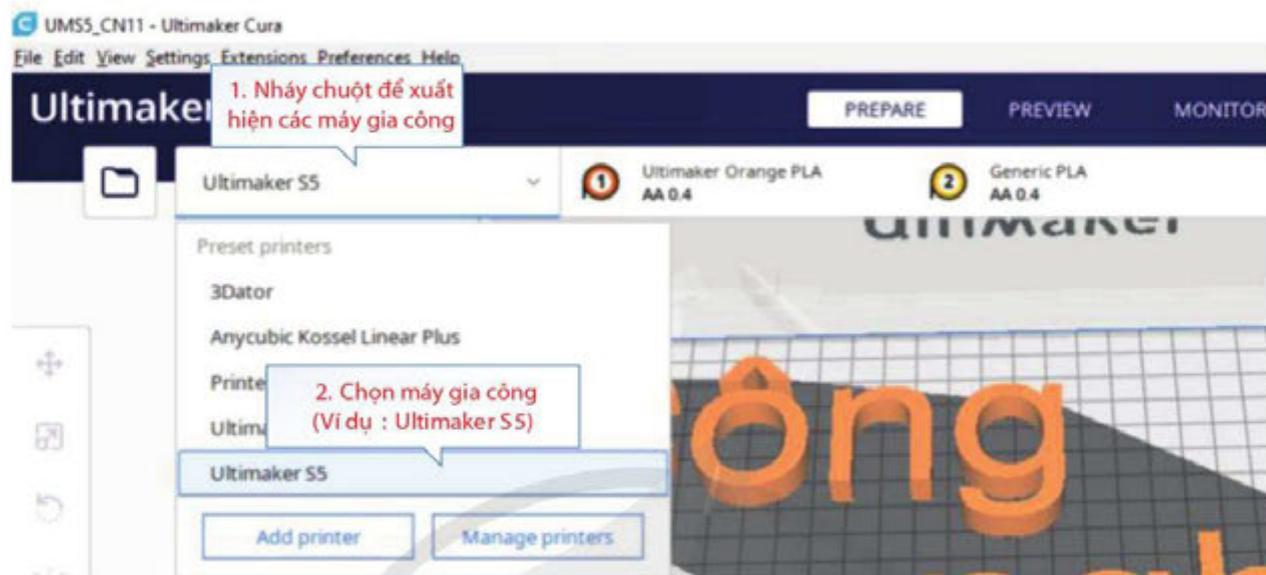 UMS5_CN11 - Ultimaker Cura
File Edit View Settings Extensions Preferences Help
1. Nháy chuột để xuất
hiện các máy gia công
PREPARE PREVIEW MONITOR
Ultimaker S5
Ultimaker Orange PLA
AA 0.4
Generic PLA
AA 0.4
Preset printers
3Dator
Anycubic Kossel Linear Plus
2. Chọn máy gia công
(Ví dụ : Ultimaker S5)
Ultimaker S5
Add printer Manage printers
ông